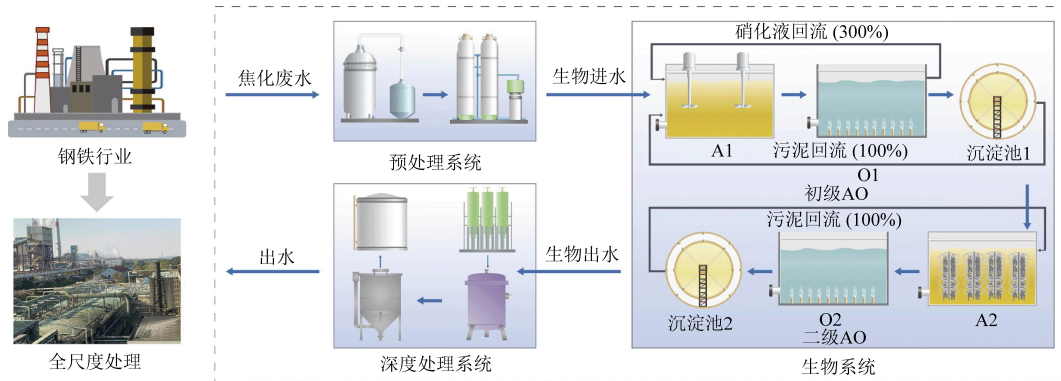 钢铁行业
全尺度处理
焦化废水
预处理系统
生物进水
硝化液回流 (300%)
A1
污泥回流 (100%)
O1
沉淀池1
初级AO
污泥回流 (100%)
沉淀池2
O2
A2
二级AO
生物系统
生物出水
深度处理系统
出水